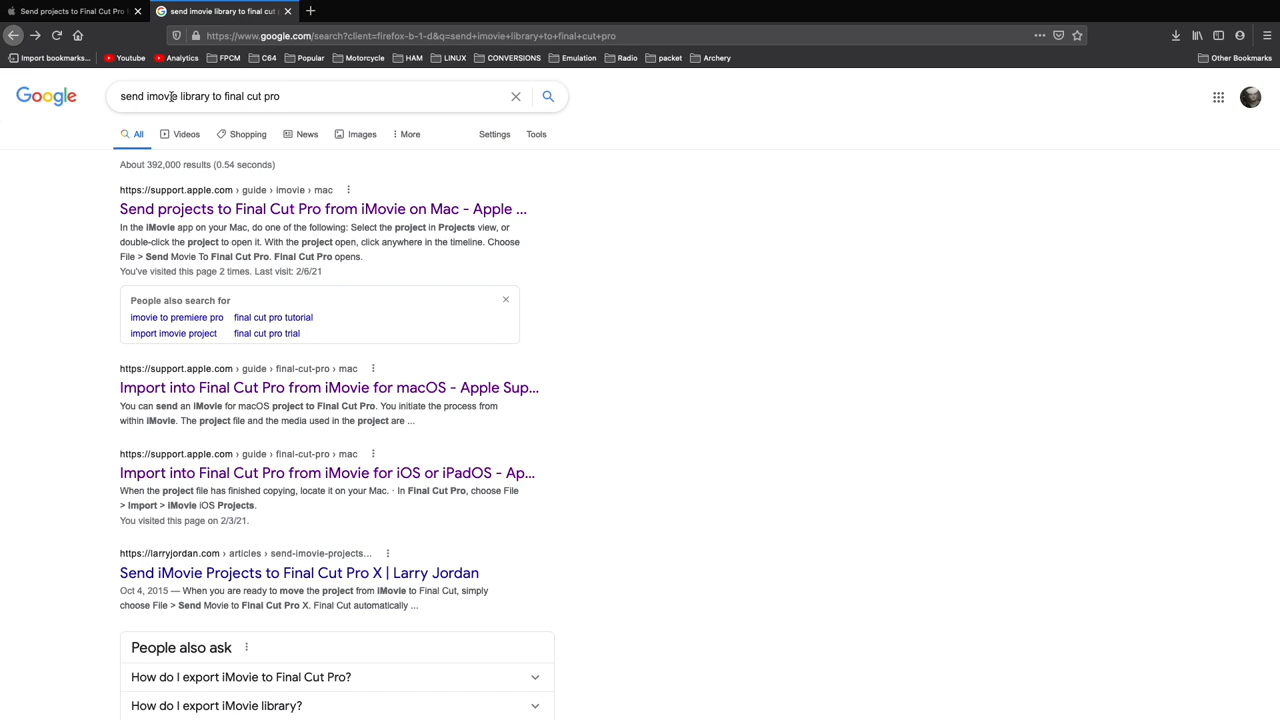 Send projects to Final Cut Pro
send imovie library to final cut
https://www.google.com/search?client=firefox-b-1-d&q=send+imovie+library+to+final+cut+pro
Import bookmarks... Youtube Analytics FPCM C64 Popular Motorcycle HAM LINUX CONVERSIONS Emulation Radio packet Archery Other Bookmarks
Google
send imovie library to final cut pro
All Videos Shopping News Images More Settings Tools
About 392,000 results (0.54 seconds)
https://support.apple.com › guide › imovie › mac
Send projects to Final Cut Pro from iMovie on Mac - Apple ...
In the iMovie app on your Mac, do one of the following: Select the project in Projects view, or
double-click the project to open it. With the project open, click anywhere in the timeline. Choose
File > Send Movie To Final Cut Pro. Final Cut Pro opens.
You've visited this page 2 times. Last visit: 2/6/21
People also search for
imovie to premiere pro final cut pro tutorial
import imovie project final cut pro trial
https://support.apple.com › guide › final-cut-pro › mac
Import into Final Cut Pro from iMovie for macOS - Apple Sup...
You can send an iMovie for macOS project to Final Cut Pro. You initiate the process from
within iMovie. The project file and the media used in the project are ...
https://support.apple.com › guide › final-cut-pro › mac
Import into Final Cut Pro from iMovie for iOS or iPadOS - Ap...
When the project file has finished copying, locate it on your Mac. · In Final Cut Pro, choose File
> Import > iMovie iOS Projects.
You visited this page on 2/3/21.
https://larryjordan.com › articles › send-imovie-projects...
Send iMovie Projects to Final Cut Pro X | Larry Jordan
Oct 4, 2015 — When you are ready to move the project from iMovie to Final Cut, simply
choose File > Send Movie to Final Cut Pro X. Final Cut automatically ...
People also ask
How do I export iMovie to Final Cut Pro?
How do I export iMovie library?